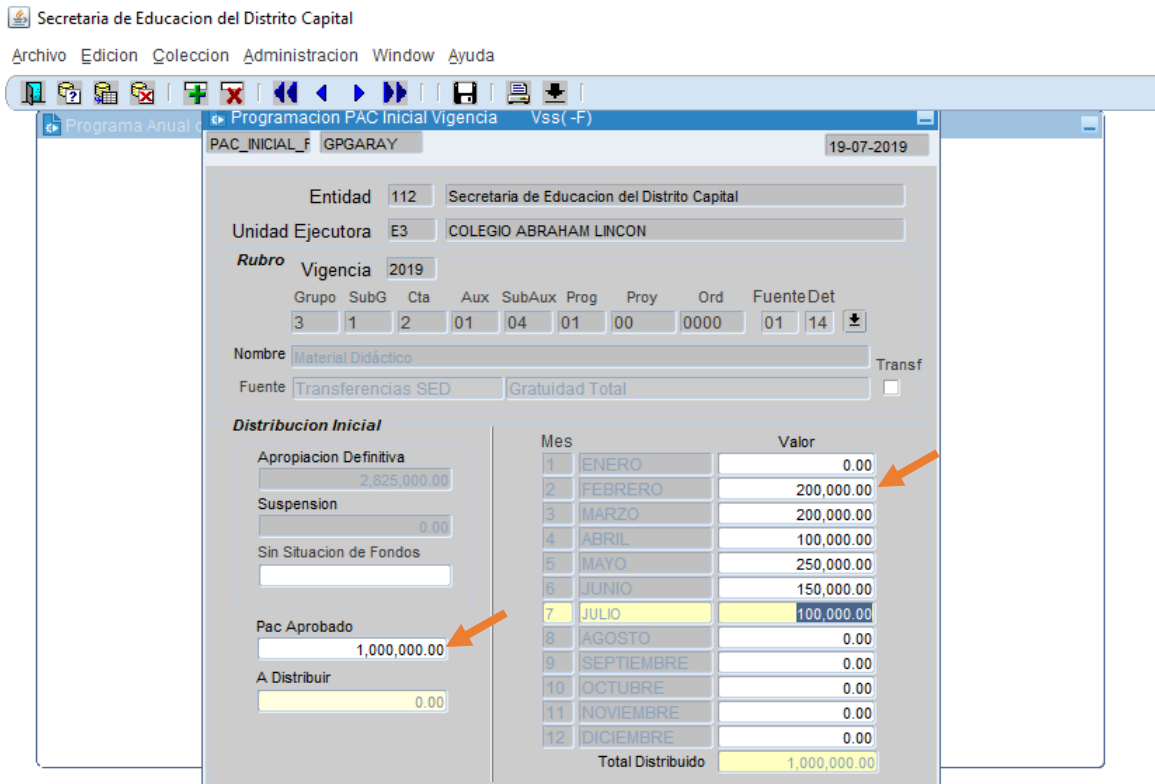 Secretaria de Educacion del Distrito Capital
Archivo Edicion Coleccion Administracion Window Ayuda
Programa Anual
Programacion PAC Inicial Vigencia Vss( -F)
PAC_INICIAL_F GPGARAY 19-07-2019
Entidad 112 Secretaria de Educacion del Distrito Capital
Unidad Ejecutora E3 COLEGIO ABRAHAM LINCON
Rubro Vigencia 2019
Grupo SubG Cta Aux SubAux Prog Proy Ord Fuente Det
3 1 2 01 04 01 00 0000 01 14
Nombre Material Didáctico
Transf
Fuente Transferencias SED Gratuidad Total
Distribucion Inicial
Apropiacion Definitiva
2,825,000.00
Suspension
0.00
Sin Situacion de Fondos
Pac Aprobado
1,000,000.00
A Distribuir
0.00
Mes Valor
1 ENERO 0.00
2 FEBRERO 200,000.00
3 MARZO 200,000.00
4 ABRIL 100,000.00
5 MAYO 250,000.00
6 JUNIO 150,000.00
7 JULIO 100,000.00
8 AGOSTO 0.00
9 SEPTIEMBRE 0.00
10 OCTUBRE 0.00
11 NOVIEMBRE 0.00
12 DICIEMBRE 0.00
Total Distribuido 1,000,000.00